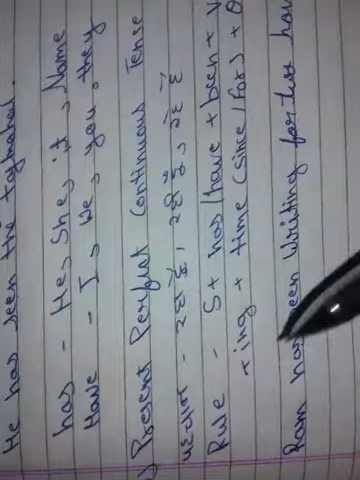 He has seen the Tajmahal.
has - He, She, it, Name
Have - I, we, you, they
) Present Perfect Continuous Tense
पहचान - रहा है, रही है, रहे है
Rule - S+ has/have + been + V
+ing + time (since/for) + O
Ram has been writing for two hou